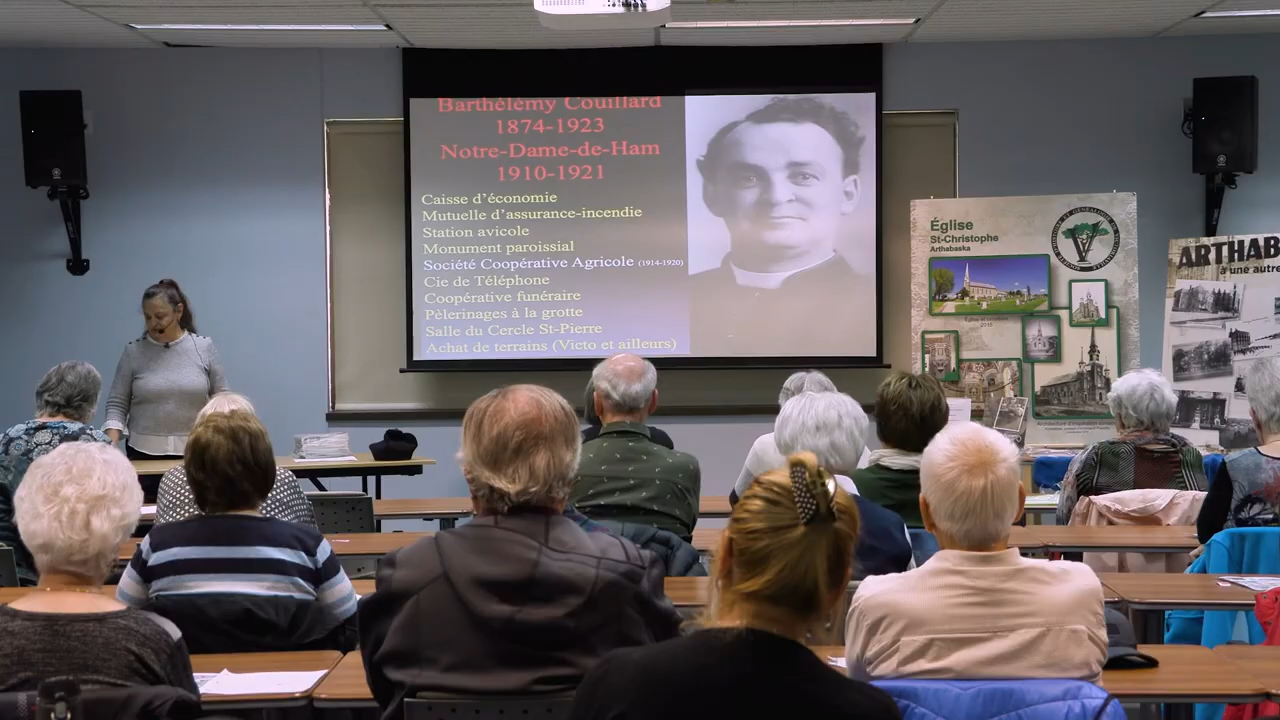 Barthélémy Couillard
1874-1923
Notre-Dame-de-Ham
1910-1921
Caisse d'économie
Mutuelle d'assurance-incendie
Station avicole
Monument paroissial
Société Coopérative Agricole (1914-1920)
Cie de Téléphone
Coopérative funéraire
Pèlerinages à la grotte
Salle du Cercle St-Pierre
Achat de terrains (Victo et ailleurs)
Église
St-Christophe
Arthabaska
ARTHAB
à une autre